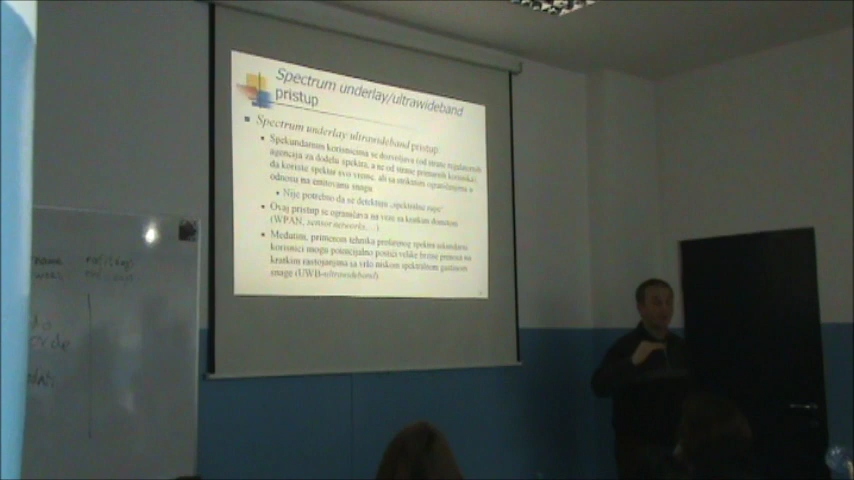 Spectrum underlay/ultrawideband
pristup
Spectrum underlay ultrawideband pristup
Spekundarnim korisnicima se dozvoljava (od strane regulatornih
agencija za dodelu spektra, a ne od strane primarnih korisnika),
da koriste spektar svo vreme, ali sa striktnim ograničenjima u
odnosu na emitovanu snagu
Nije potrebno da se detektuju „spektralne rupe"
Ovaj pristup se ograničava na veze sa kratkim dometom
(WPAN, sensor networks,…)
Međutim, primenom tehnika proširenog spektra sekundarni
korisnici mogu potencijalno postići velike brzine prenosa na
kratkim rastojanjima sa vrlo niskom spektralnom gustinom
snage (UWB-ultrawideband)